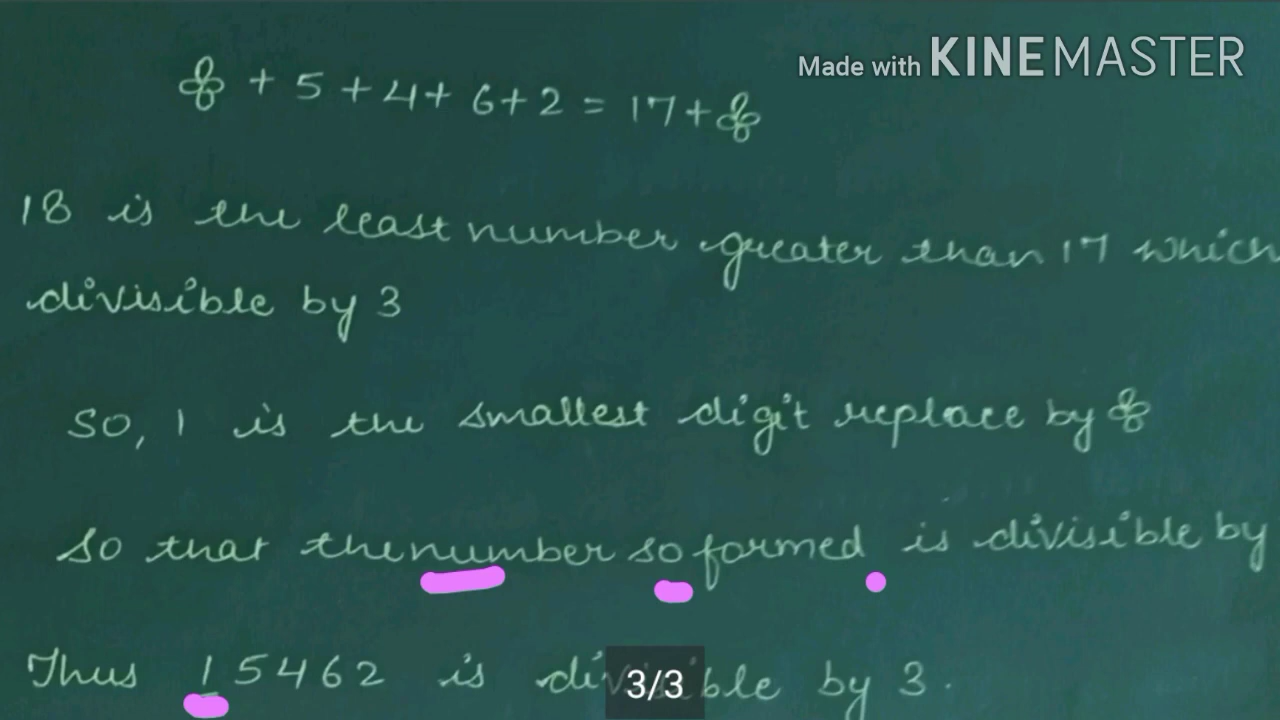 Made with KINEMASTER
+ 5 + 4 + 6 + 2 = 17 +
18 is the least number greater than 17 which
divisible by 3
So, 1 is the smallest digit replace by
So that the number so formed is divisible by
Thus 15462 is divisible by 3.
3/3